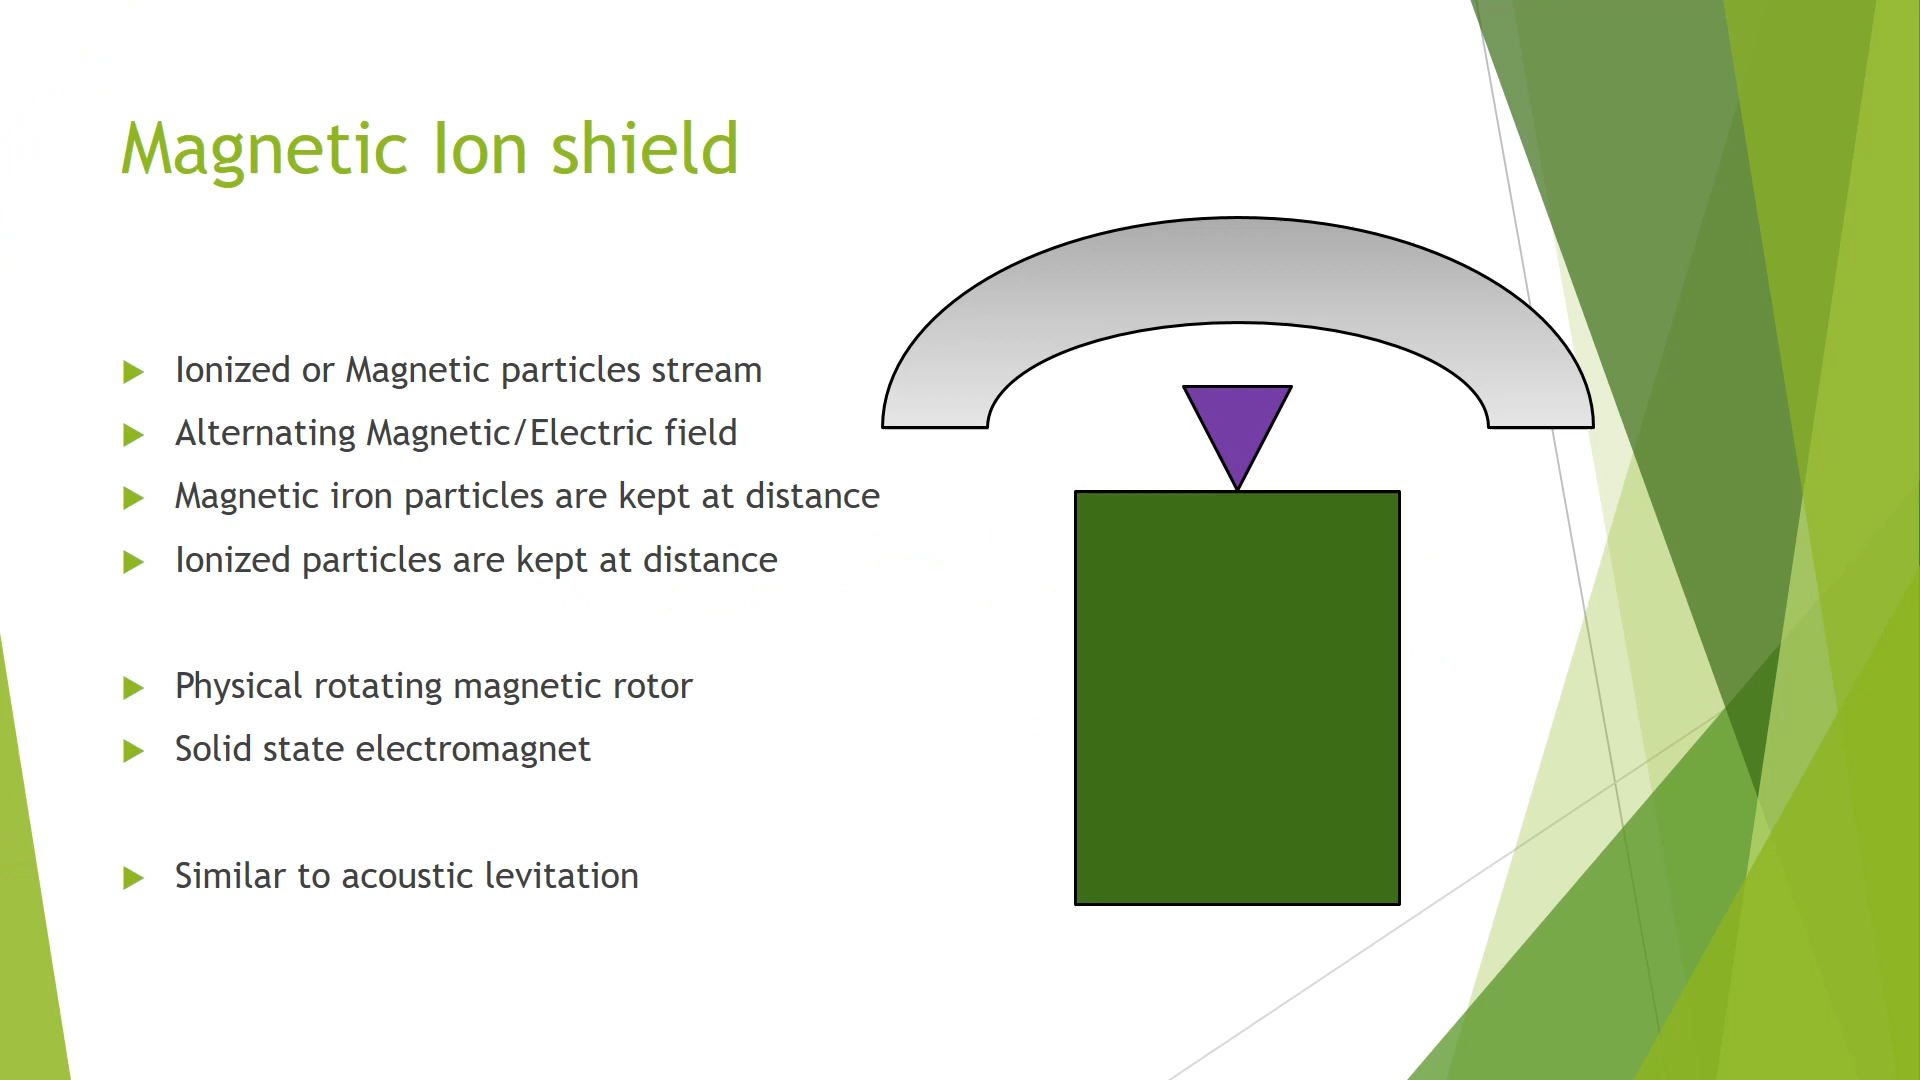 Magnetic Ion shield
Ionized or Magnetic particles stream
Alternating Magnetic/Electric field
Magnetic iron particles are kept at distance
Ionized particles are kept at distance
Physical rotating magnetic rotor
Solid state electromagnet
Similar to acoustic levitation